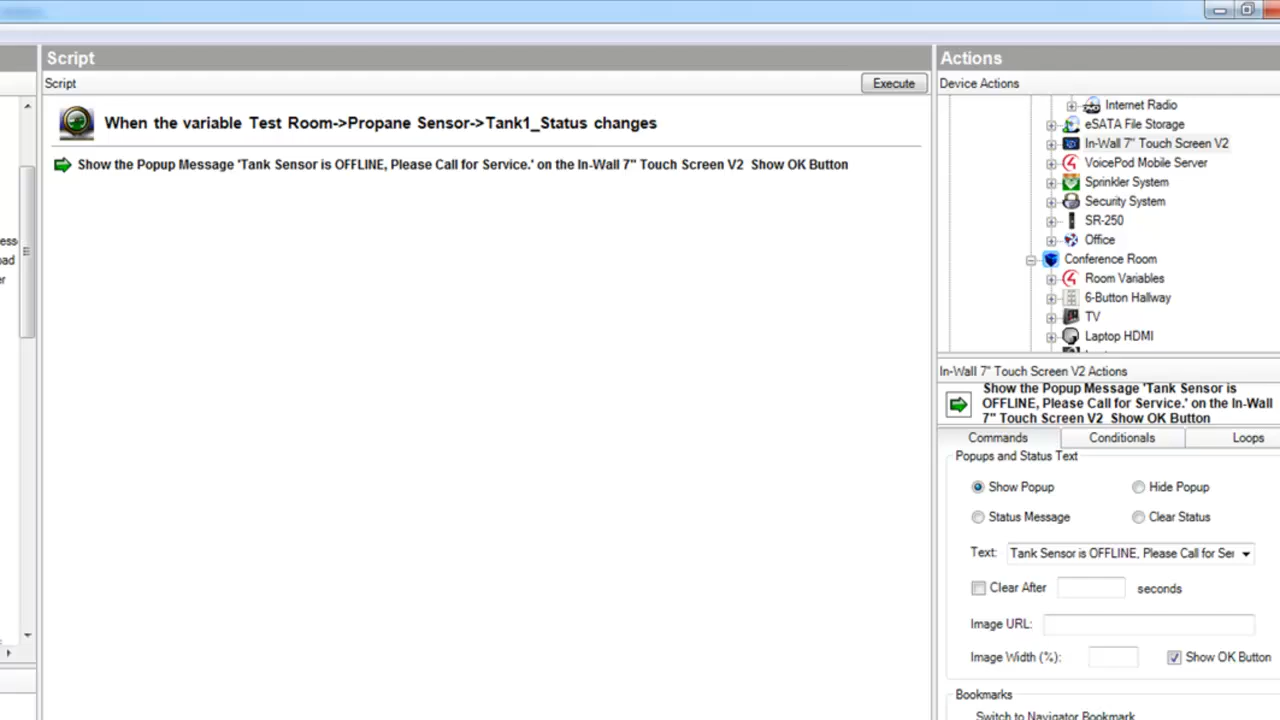 Script
Script
Execute
When the variable Test Room->Propane Sensor->Tank1_Status changes
Show the Popup Message 'Tank Sensor is OFFLINE, Please Call for Service.' on the In-Wall 7" Touch Screen V2  Show OK Button
Actions
Device Actions
Internet Radio
eSATA File Storage
In-Wall 7" Touch Screen V2
VoicePod Mobile Server
Sprinkler System
Security System
SR-250
Office
Conference Room
Room Variables
6-Button Hallway
TV
Laptop HDMI
In-Wall 7" Touch Screen V2 Actions
Show the Popup Message 'Tank Sensor is
OFFLINE, Please Call for Service.' on the In-Wall
7" Touch Screen V2  Show OK Button
Commands
Conditionals
Loops
Popups and Status Text
Show Popup
Hide Popup
Status Message
Clear Status
Text: Tank Sensor is OFFLINE, Please Call for Ser
Clear After seconds
Image URL:
Image Width (%):
Show OK Button
Bookmarks
Switch to Navigator Bookmark